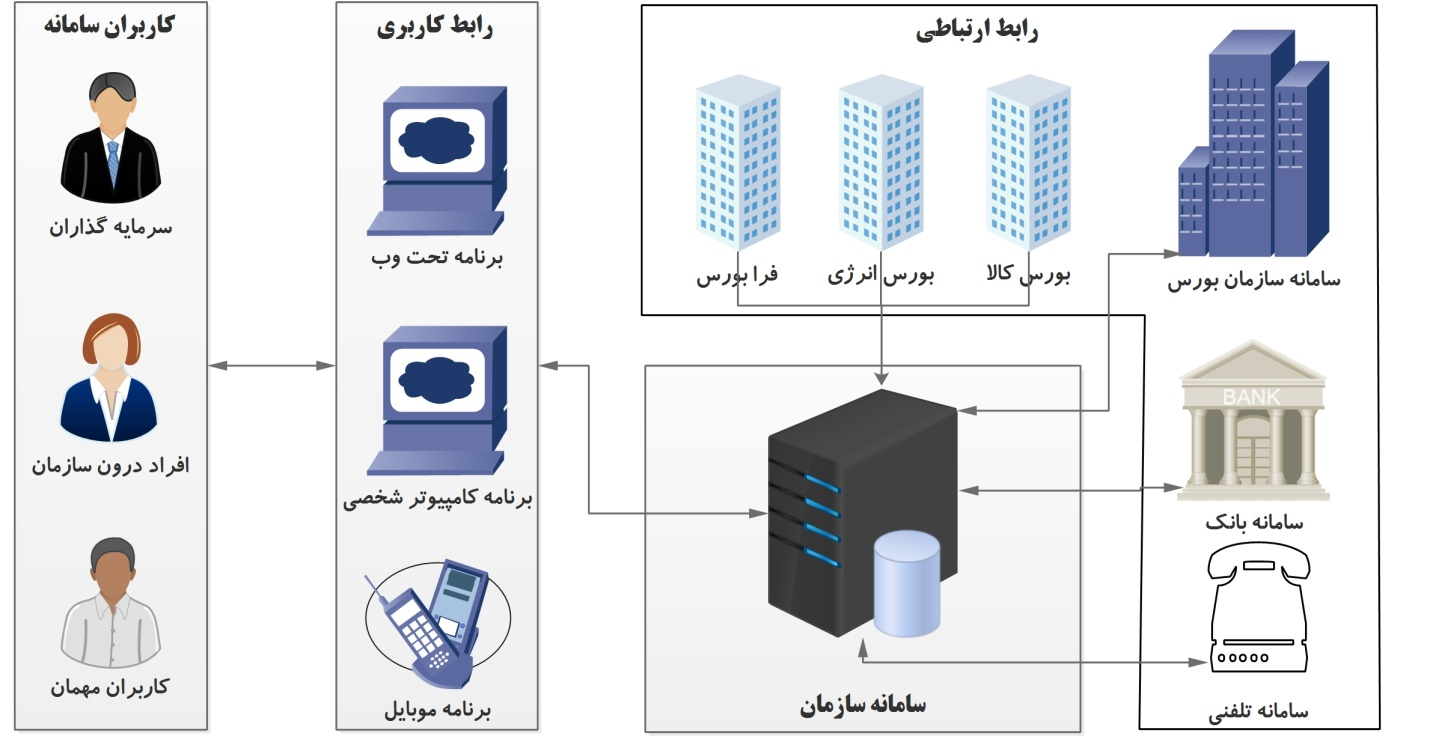 کاربران سامانه
سرمایه گذاران
افراد درون سازمان
کاربران مهمان
رابط کاربری
برنامه تحت وب
برنامه کامپیوتر شخصی
برنامه موبایل
رابط ارتباطی
فرا بورس
بورس انرژی
بورس کالا
سامانه سازمان بورس
BANK
سامانه بانک
سامانه تلفنی
سامانه سازمان